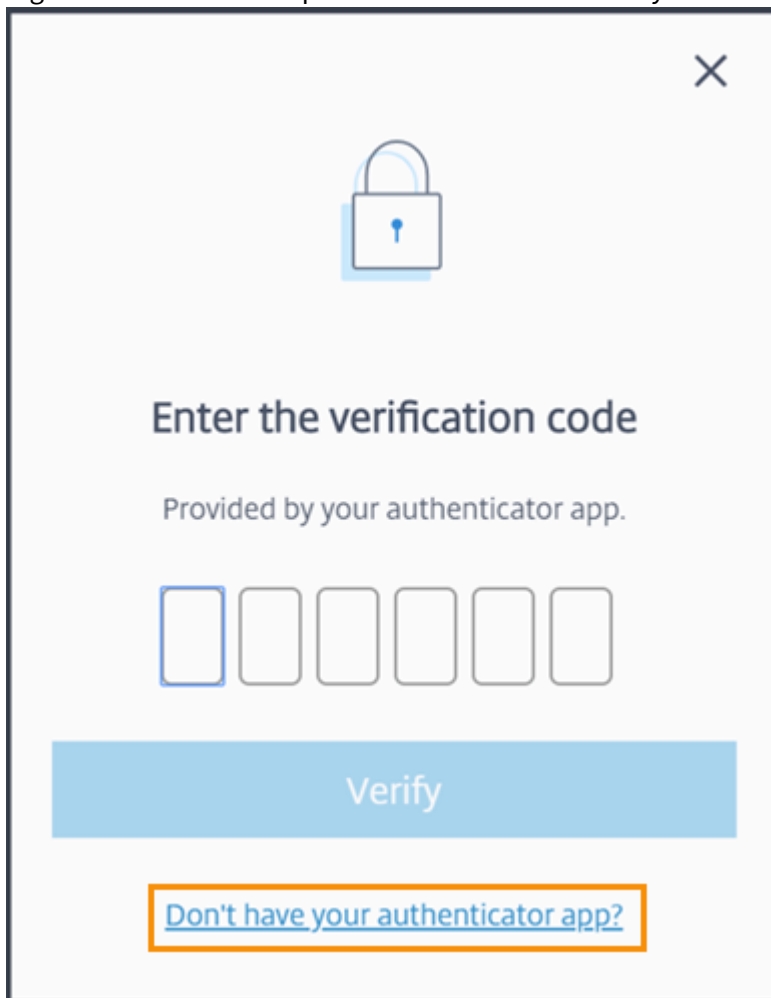 Enter the verification code
Provided by your authenticator app.
Verify
Don't have your authenticator app?